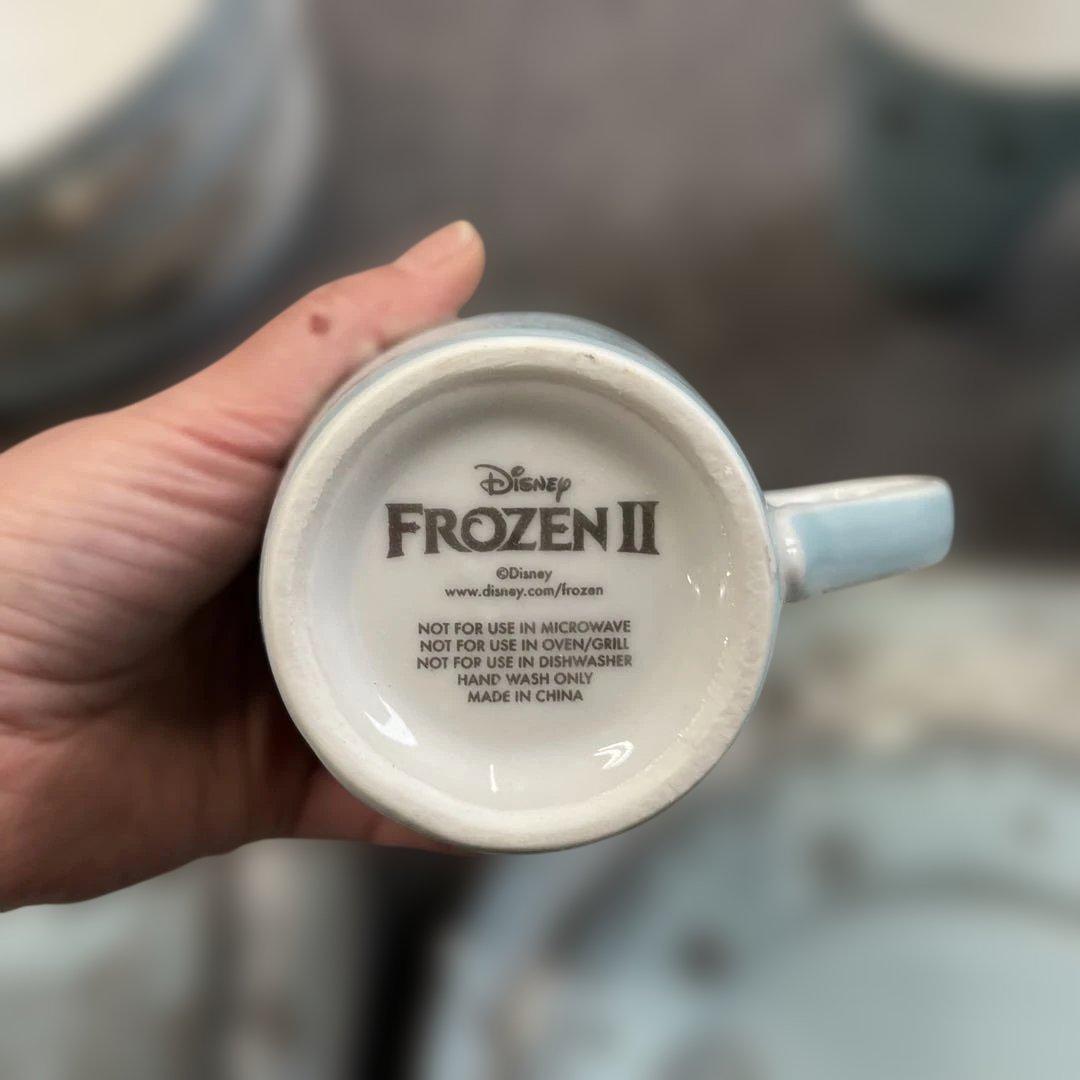 Disney
FROZEN II
©Disney
www.disney.com/frozen
NOT FOR USE IN MICROWAVE
NOT FOR USE IN OVEN/GRILL
NOT FOR USE IN DISHWASHER
HAND WASH ONLY
MADE IN CHINA